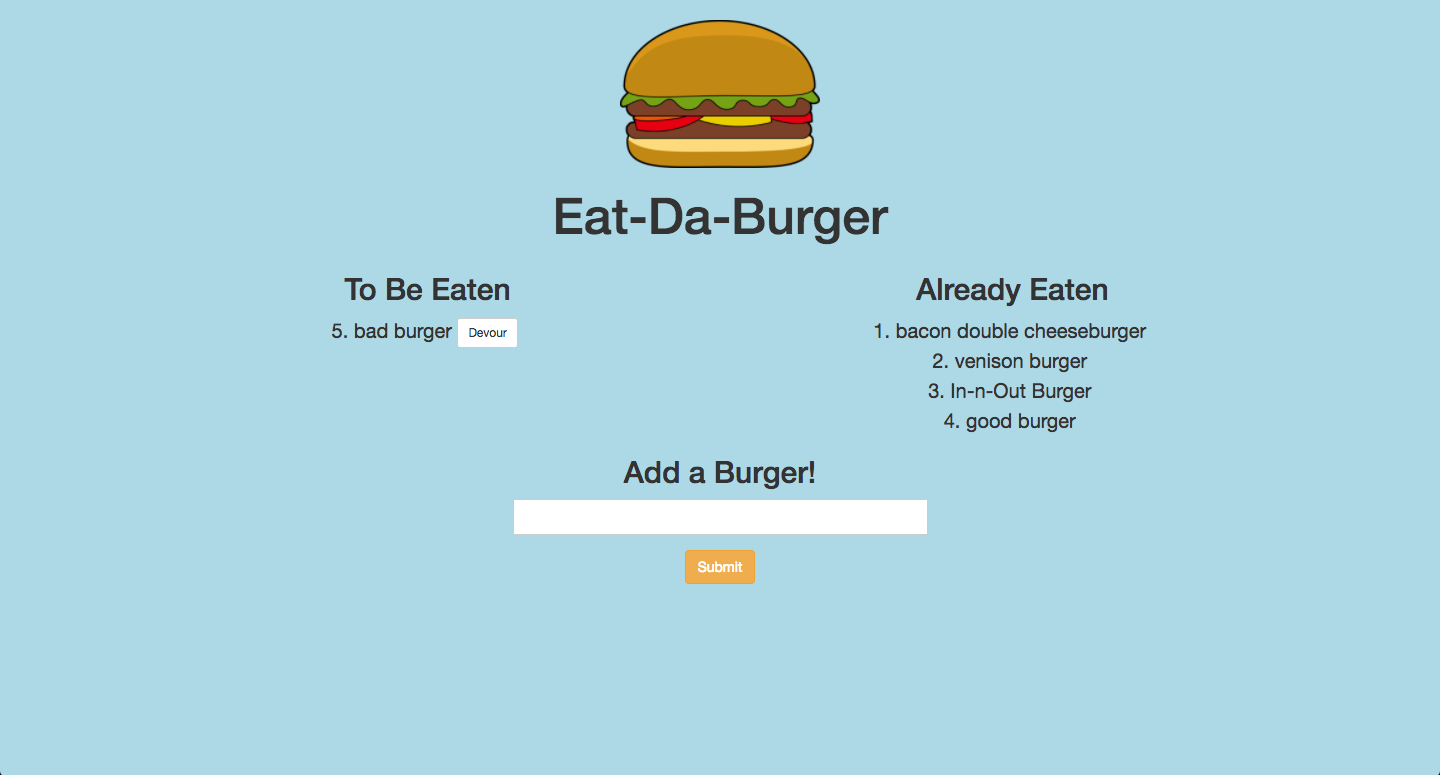 Eat-Da-Burger
To Be Eaten
5. bad burger Devour
Already Eaten
1. bacon double cheeseburger
2. venison burger
3. In-n-Out Burger
4. good burger
Add a Burger!
Submit